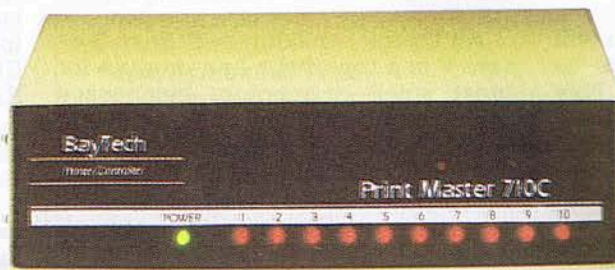 BayTech
Printer Controller
Print Master 710C
POWER 1 2 3 4 5 6 7 8 9 10